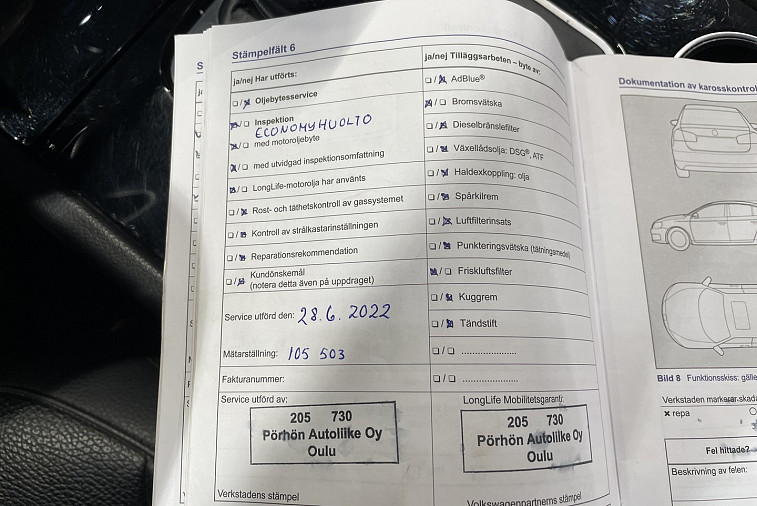 Stämpelfält 6
ja/nej Har utförts:
☐/☒ Oljebytesservice
☒/☐ Inspektion
ECONOMYHUOLTO
☒/☐ med motoroljebyte
☒/☐ med utvidgad inspektionsomfattning
☒/☐ LongLife-motorolja har använts
☐/☒ Rost- och täthetskontroll av gassystemet
☐/☒ Kontroll av strålkastarinställningen
☐/☒ Reparationsrekommendation
☐/☒ Kundönskemål
(notera detta även på uppdraget)
Service utförd den: 28.6.2022
Mätarställning: 105 503
Fakturanummer:
Service utförd av:
205 730
Pörhön Autoliike Oy
Oulu
Verkstadens stämpel
ja/nej Tilläggsarbeten – byte av:
☐/☒ AdBlue®
☒/☐ Bromsvätska
☐/☒ Dieselbränslefilter
☐/☒ Växellådsolja: DSG®, ATF
☐/☒ Haldexkoppling: olja
☐/☒ Spårkilrem
☐/☒ Luftfilterinsats
☐/☒ Punkteringsvätska (tätningsmedel)
☒/☐ Friskluftsfilter
☐/☒ Kuggrem
☐/☒ Tändstift
☐/☐ .....................
☐/☐ .....................
LongLife Mobilitetsgaranti:
205 730
Pörhön Autoliike Oy
Oulu
Volkswagenpartnerns stämpel
Dokumentation av karosskontrol
Bild 8 Funktionsskiss: gälle
Verkstaden markerar skada
x repa
Fel hittade?
Beskrivning av felen: